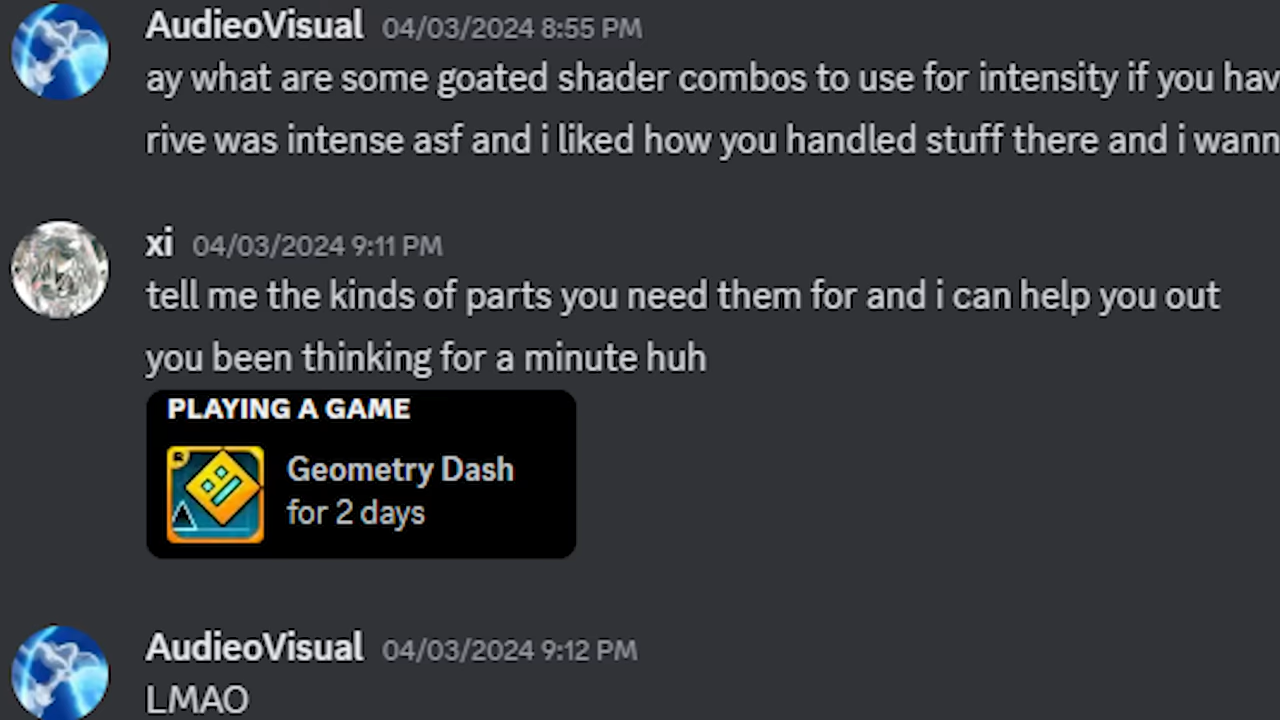 AudieoVisual 04/03/2024 8:55 PM
ay what are some goated shader combos to use for intensity if you hav
rive was intense asf and i liked how you handled stuff there and i wann
xi 04/03/2024 9:11 PM
tell me the kinds of parts you need them for and i can help you out
you been thinking for a minute huh
PLAYING A GAME
Geometry Dash
for 2 days
AudieoVisual 04/03/2024 9:12 PM
LMAO